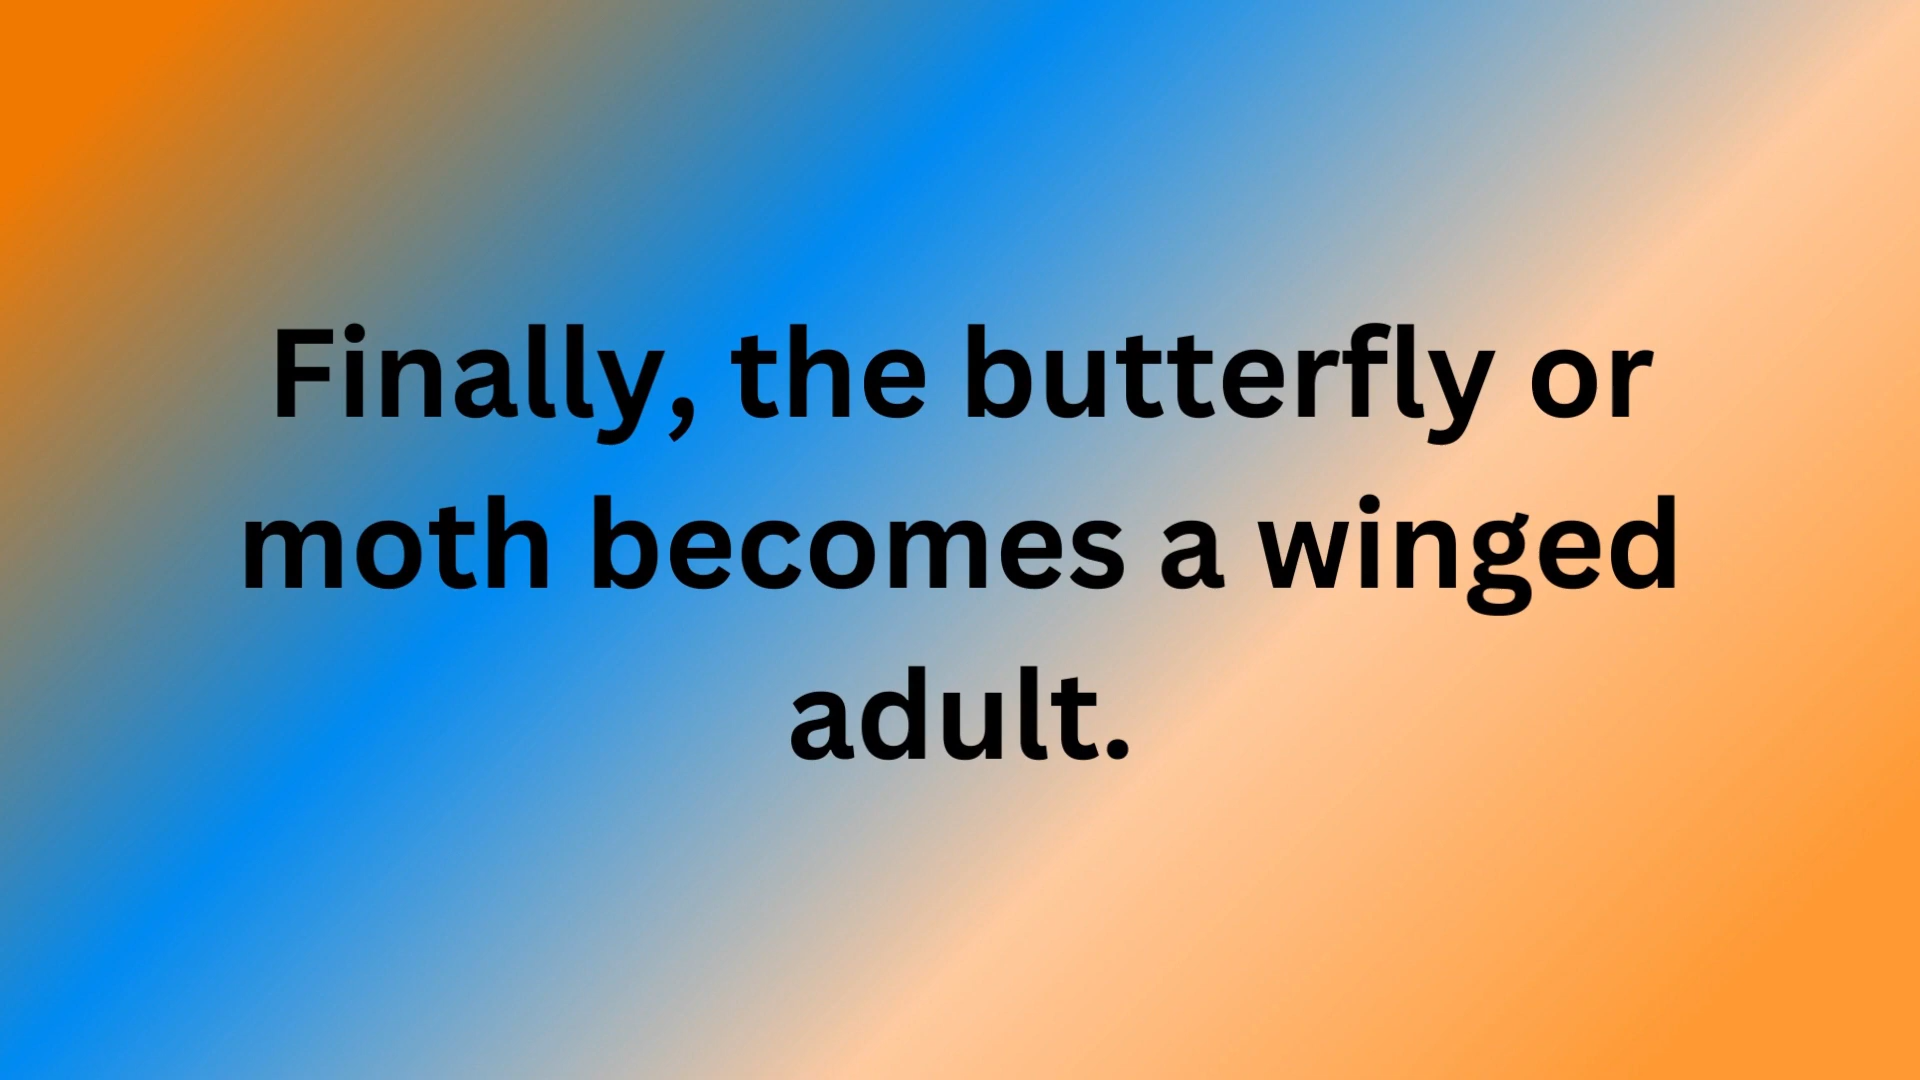 Finally, the butterfly or
moth becomes a winged
adult.